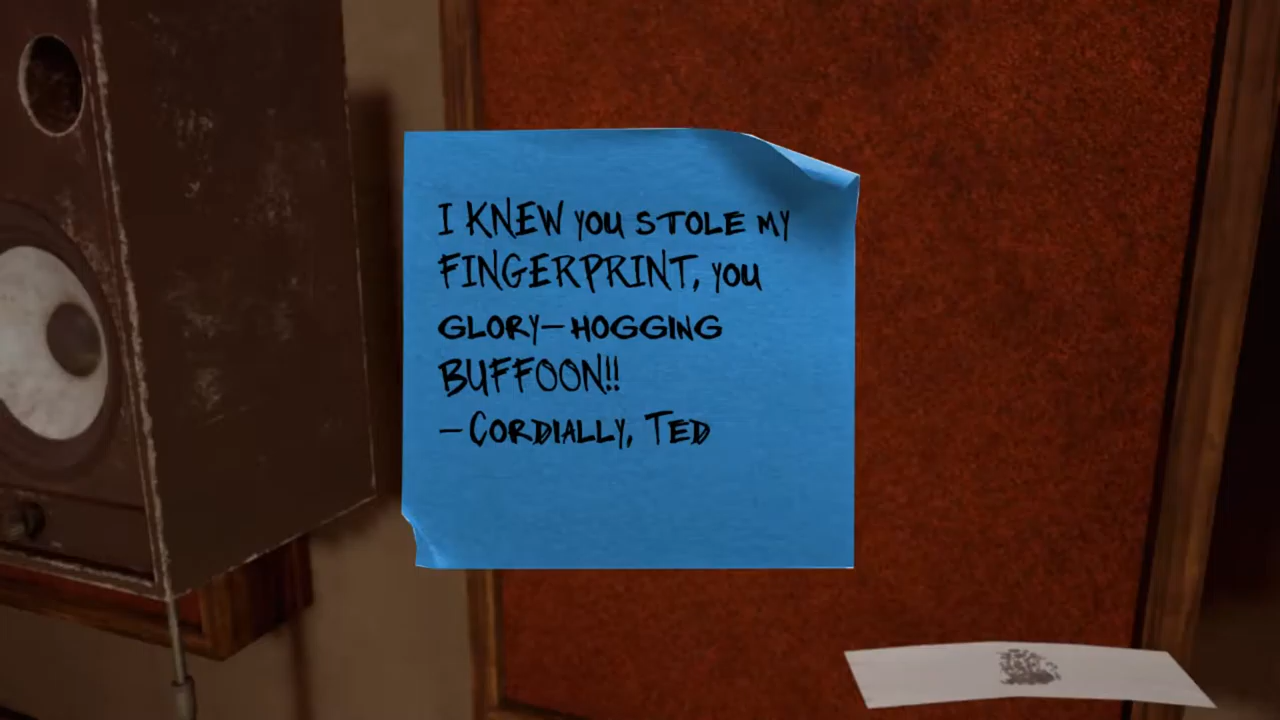 I KNEW YOU STOLE MY
FINGERPRINT, YOU
GLORY-HOGGING
BUFFOON!!
-CORDIALLY, TED